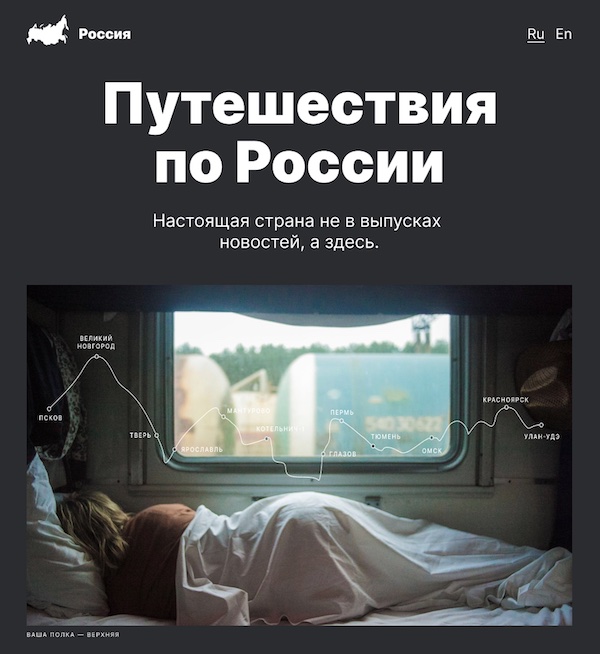 Россия
Ru En
Путешествия
по России
Настоящая страна не в выпусках
новостей, а здесь.
ВЕЛИКИЙ
НОВГОРОД
ПСКОВ
ТВЕРЬ
ЯРОСЛАВЛЬ
МАНТУРОВО
КОТЕЛЬНИЧ
ГЛАЗОВ
ПЕРМЬ
ТЮМЕНЬ
ОМСК
КРАСНОЯРСК
УЛАН-УДЭ
ВАША ПОЛКА — ВЕРХНЯЯ